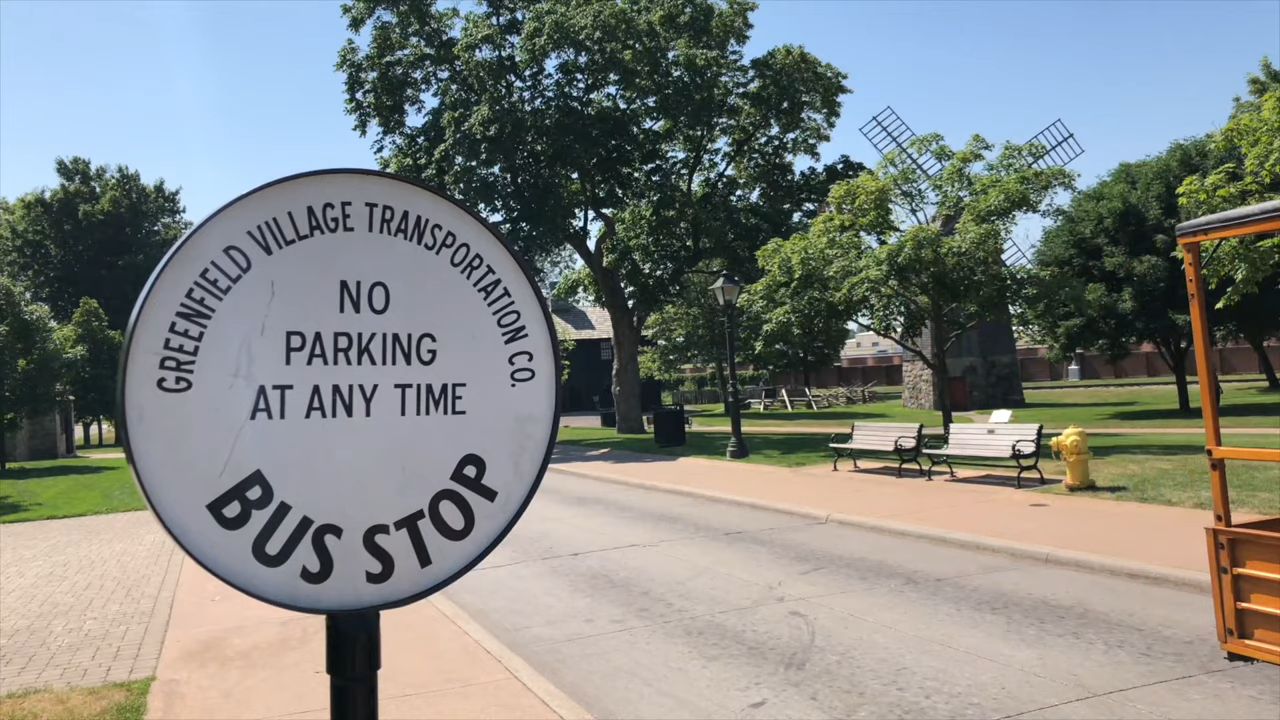 GREENFIELD VILLAGE TRANSPORTATION CO.
NO
PARKING
AT ANY TIME
BUS STOP